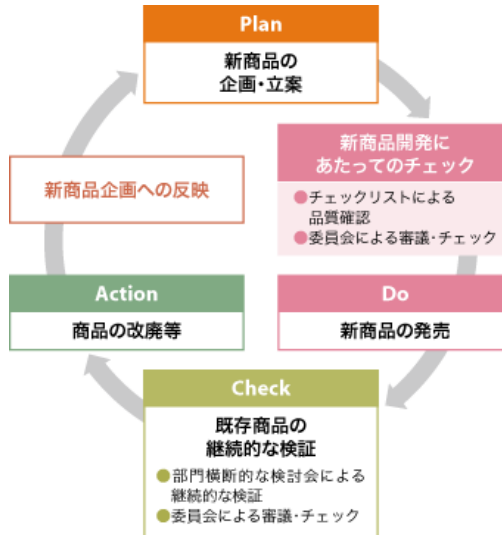 Plan
新商品の
企画・立案
新商品開発に
あたってのチェック
●チェックリストによる
品質確認
●委員会による審議・チェック
Do
新商品の発売
Check
既存商品の
継続的な検証
●部門横断的な検討会による
継続的な検証
●委員会による審議・チェック
Action
商品の改廃等
新商品企画への反映